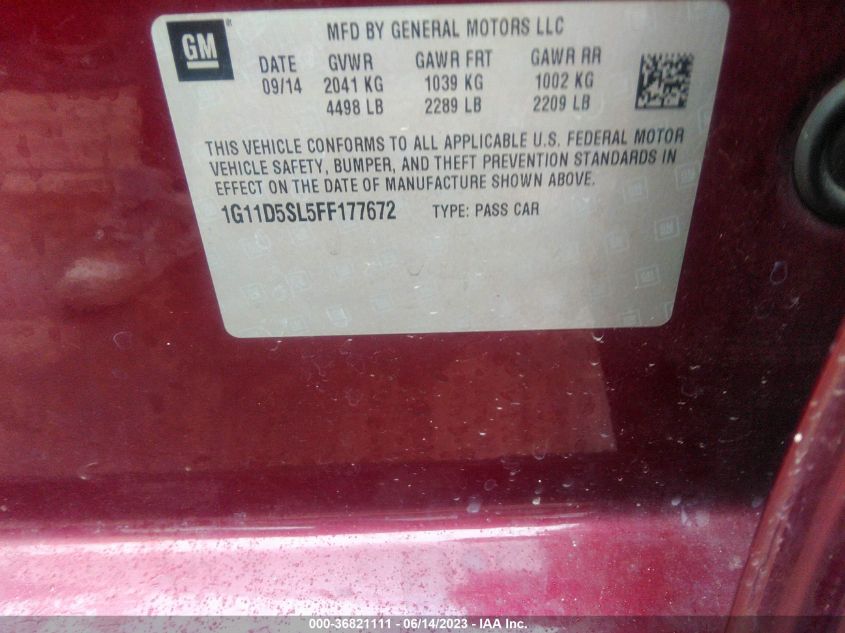 GM
MFD BY GENERAL MOTORS LLC
DATE GVWR GAWR FRT GAWR RR
09/14 2041 KG 1039 KG 1002 KG
4498 LB 2289 LB 2209 LB
THIS VEHICLE CONFORMS TO ALL APPLICABLE U.S. FEDERAL MOTOR
VEHICLE SAFETY, BUMPER, AND THEFT PREVENTION STANDARDS IN
EFFECT ON THE DATE OF MANUFACTURE SHOWN ABOVE.
1G11D5SL5FF177672 TYPE: PASS CAR
000-36821111 - 06/14/2023 - IAA Inc.